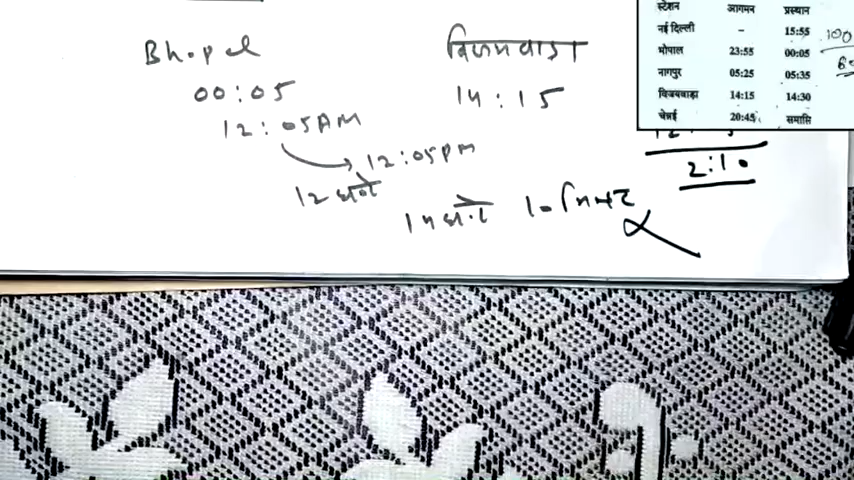 Bhopal
विजयवाड़ा
00:05
14:15
12:05AM
12:05PM
12 घंटे
14 घंटे 10 मिनट
2:10
स्टेशन आगमन प्रस्थान
नई दिल्ली – 15:55
भोपाल 23:55 00:05
नागपुर 05:25 05:35
विजयवाड़ा 14:15 14:30
चेन्नई 20:45 समाप्ति
100